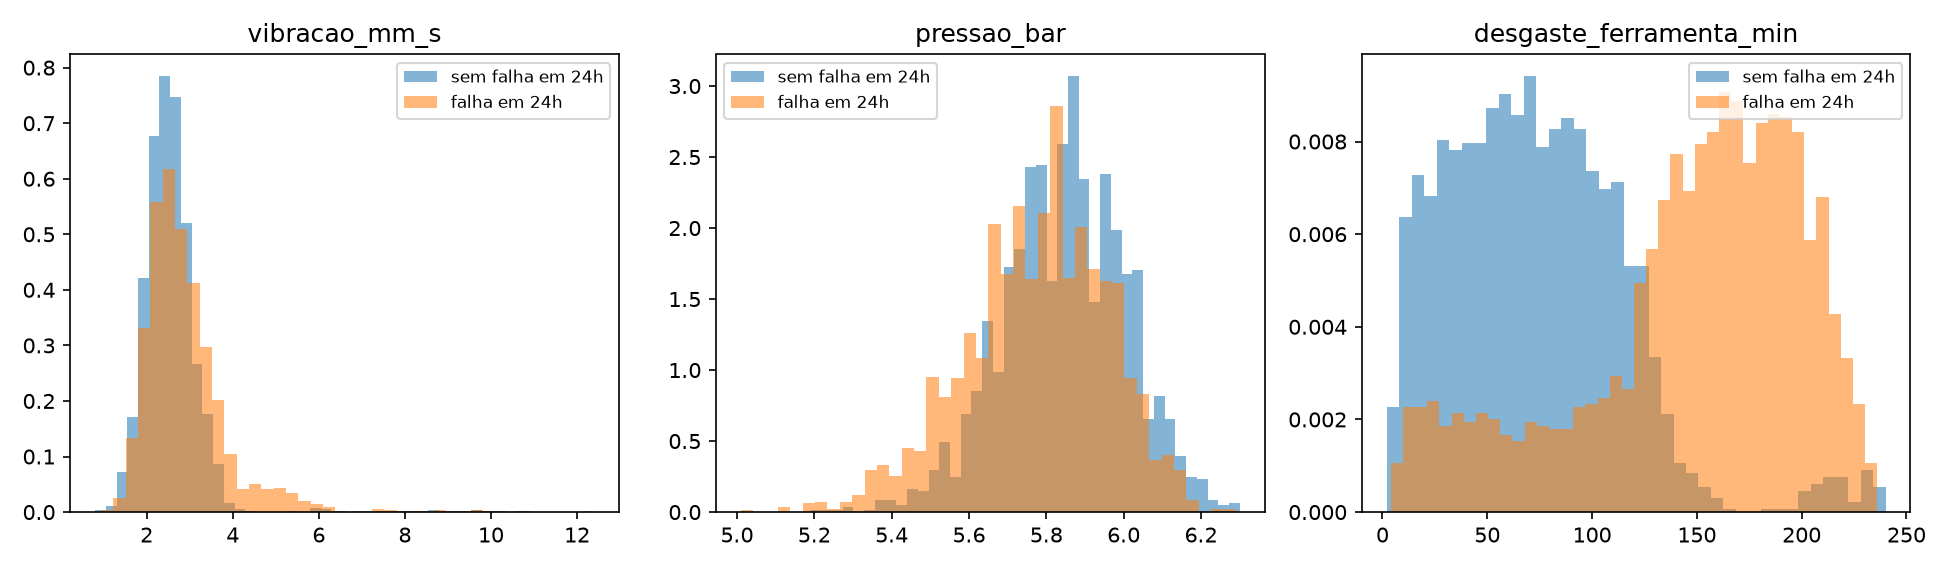 vibracao_mm_s
0.8
0.7
0.6
0.5
0.4
0.3
0.2
0.1
0.0
2 4 6 8 10 12
sem falha em 24h
falha em 24h
pressao_bar
3.0
2.5
2.0
1.5
1.0
0.5
0.0
5.0 5.2 5.4 5.6 5.8 6.0 6.2
sem falha em 24h
falha em 24h
desgaste_ferramenta_min
0.008
0.006
0.004
0.002
0.000
0 50 100 150 200 250
sem falha em 24h
falha em 24h